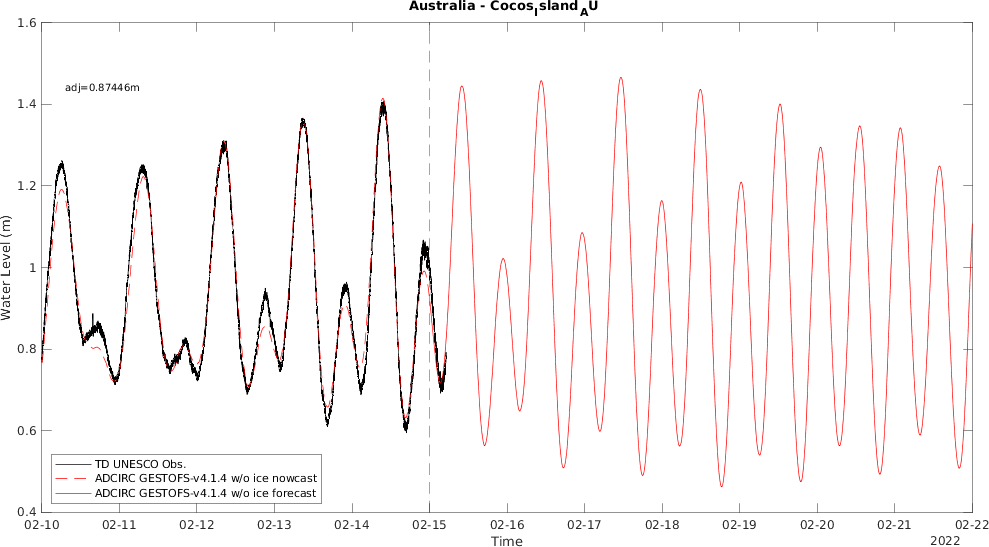 Australia - CocosIslandAU
adj=0.87446m
Water Level (m)
1.6
1.4
1.2
1
0.8
0.6
0.4
TD UNESCO Obs.
ADCIRC GESTOFS-v4.1.4 w/o ice nowcast
ADCIRC GESTOFS-v4.1.4 w/o ice forecast
02-10 02-11 02-12 02-13 02-14 02-15 02-16 02-17 02-18 02-19 02-20 02-21 02-22
Time
2022